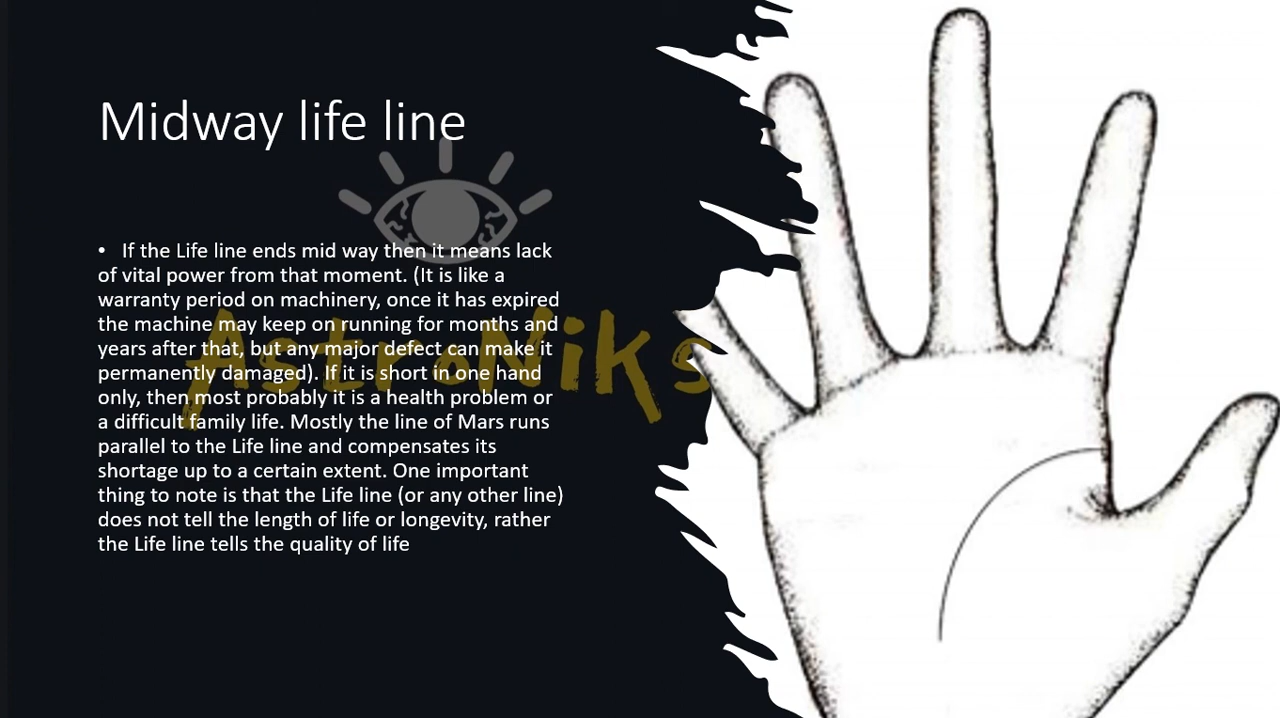 Midway life line
• If the Life line ends mid way then it means lack
of vital power from that moment. (It is like a
warranty period on machinery, once it has expired
the machine may keep on running for months and
years after that, but any major defect can make it
permanently damaged). If it is short in one hand
only, then most probably it is a health problem or
a difficult family life. Mostly the line of Mars runs
parallel to the Life line and compensates its
shortage up to a certain extent. One important
thing to note is that the Life line (or any other line)
does not tell the length of life or longevity, rather
the Life line tells the quality of life
AstroNiks